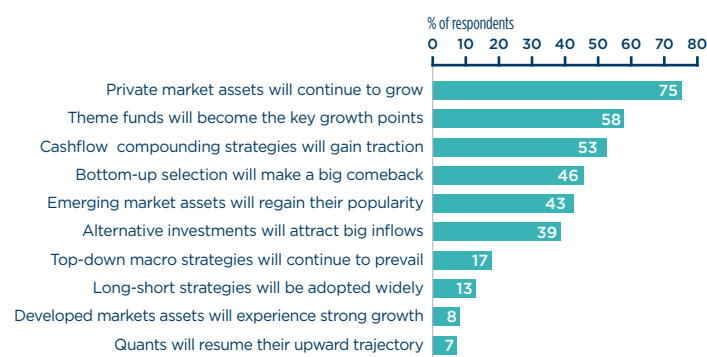 % of respondents
0 10 20 30 40 50 60 70 80
Private market assets will continue to grow 75
Theme funds will become the key growth points 58
Cashflow compounding strategies will gain traction 53
Bottom-up selection will make a big comeback 46
Emerging market assets will regain their popularity 43
Alternative investments will attract big inflows 39
Top-down macro strategies will continue to prevail 17
Long-short strategies will be adopted widely 13
Developed markets assets will experience strong growth 8
Quants will resume their upward trajectory 7